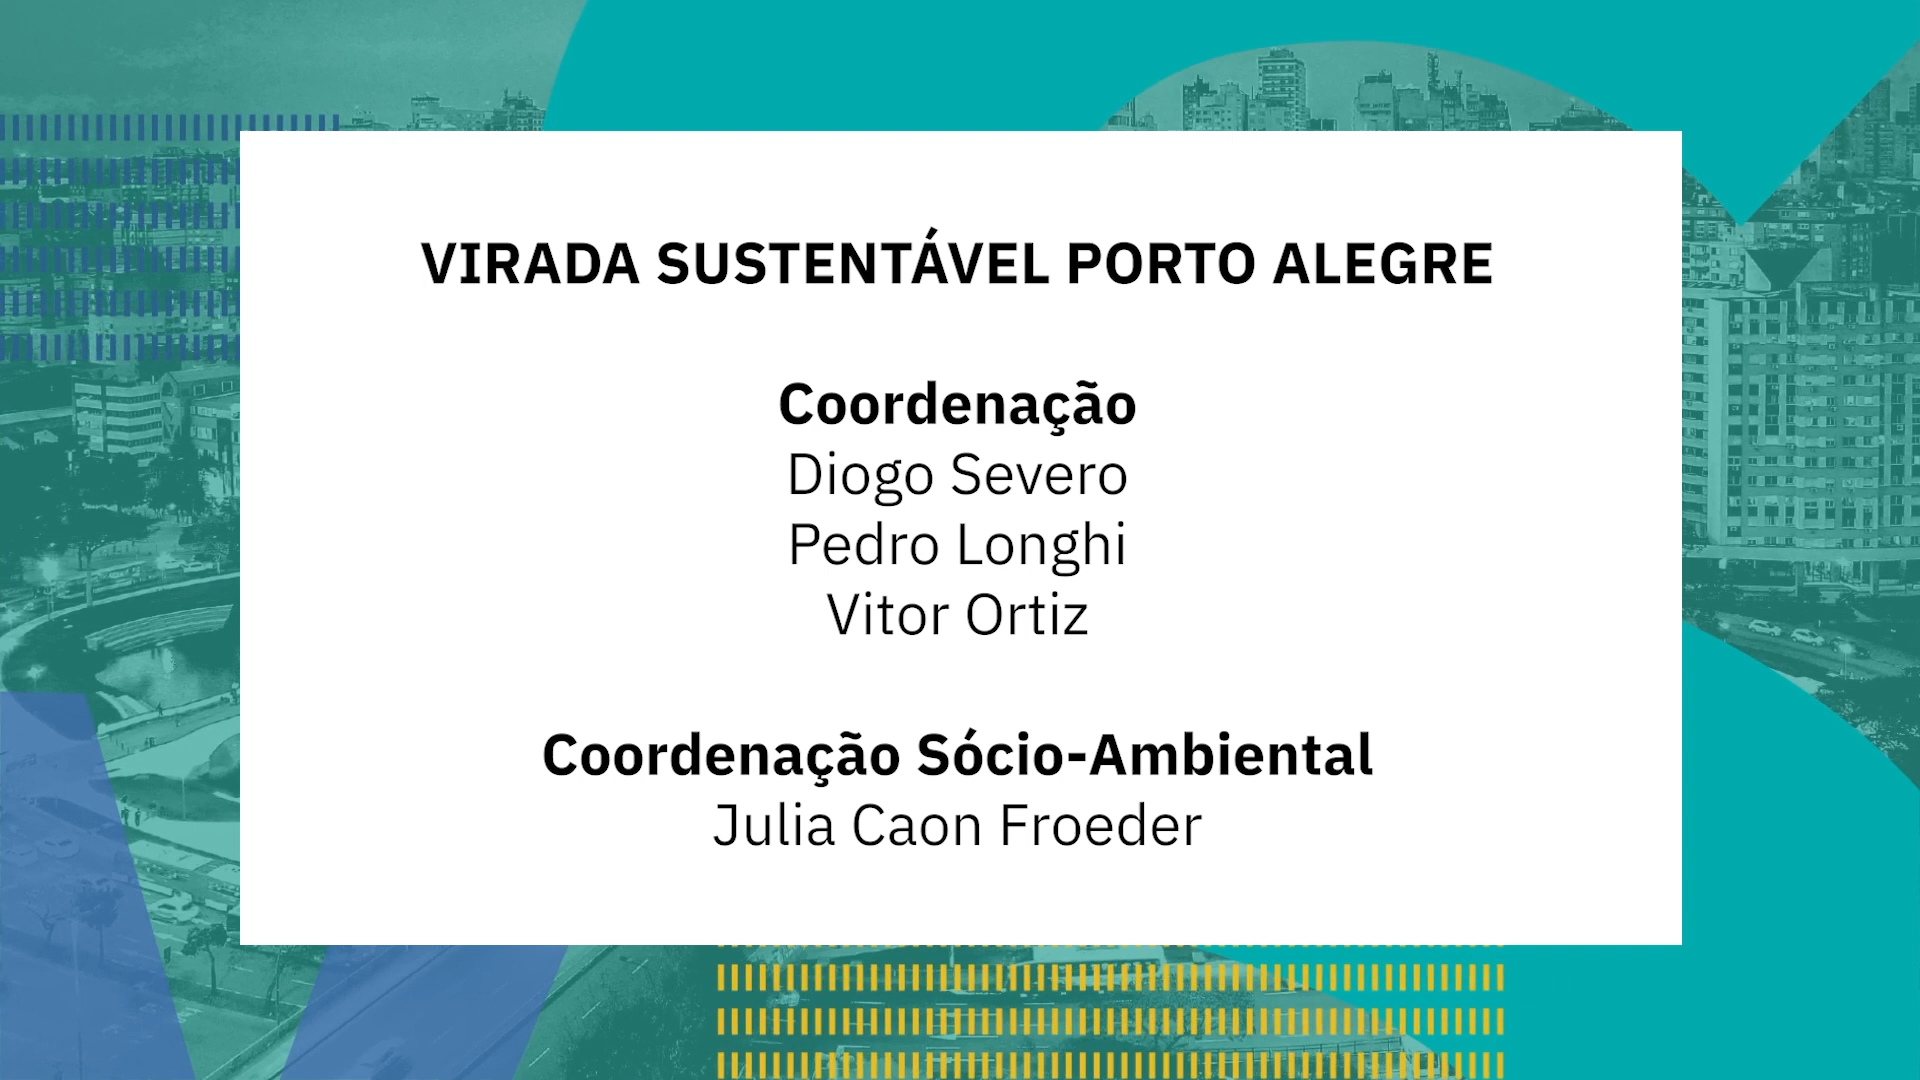 VIRADA SUSTENTÁVEL PORTO ALEGRE
Coordenação
Diogo Severo
Pedro Longhi
Vitor Ortiz
Coordenação Sócio-Ambiental
Julia Caon Froeder